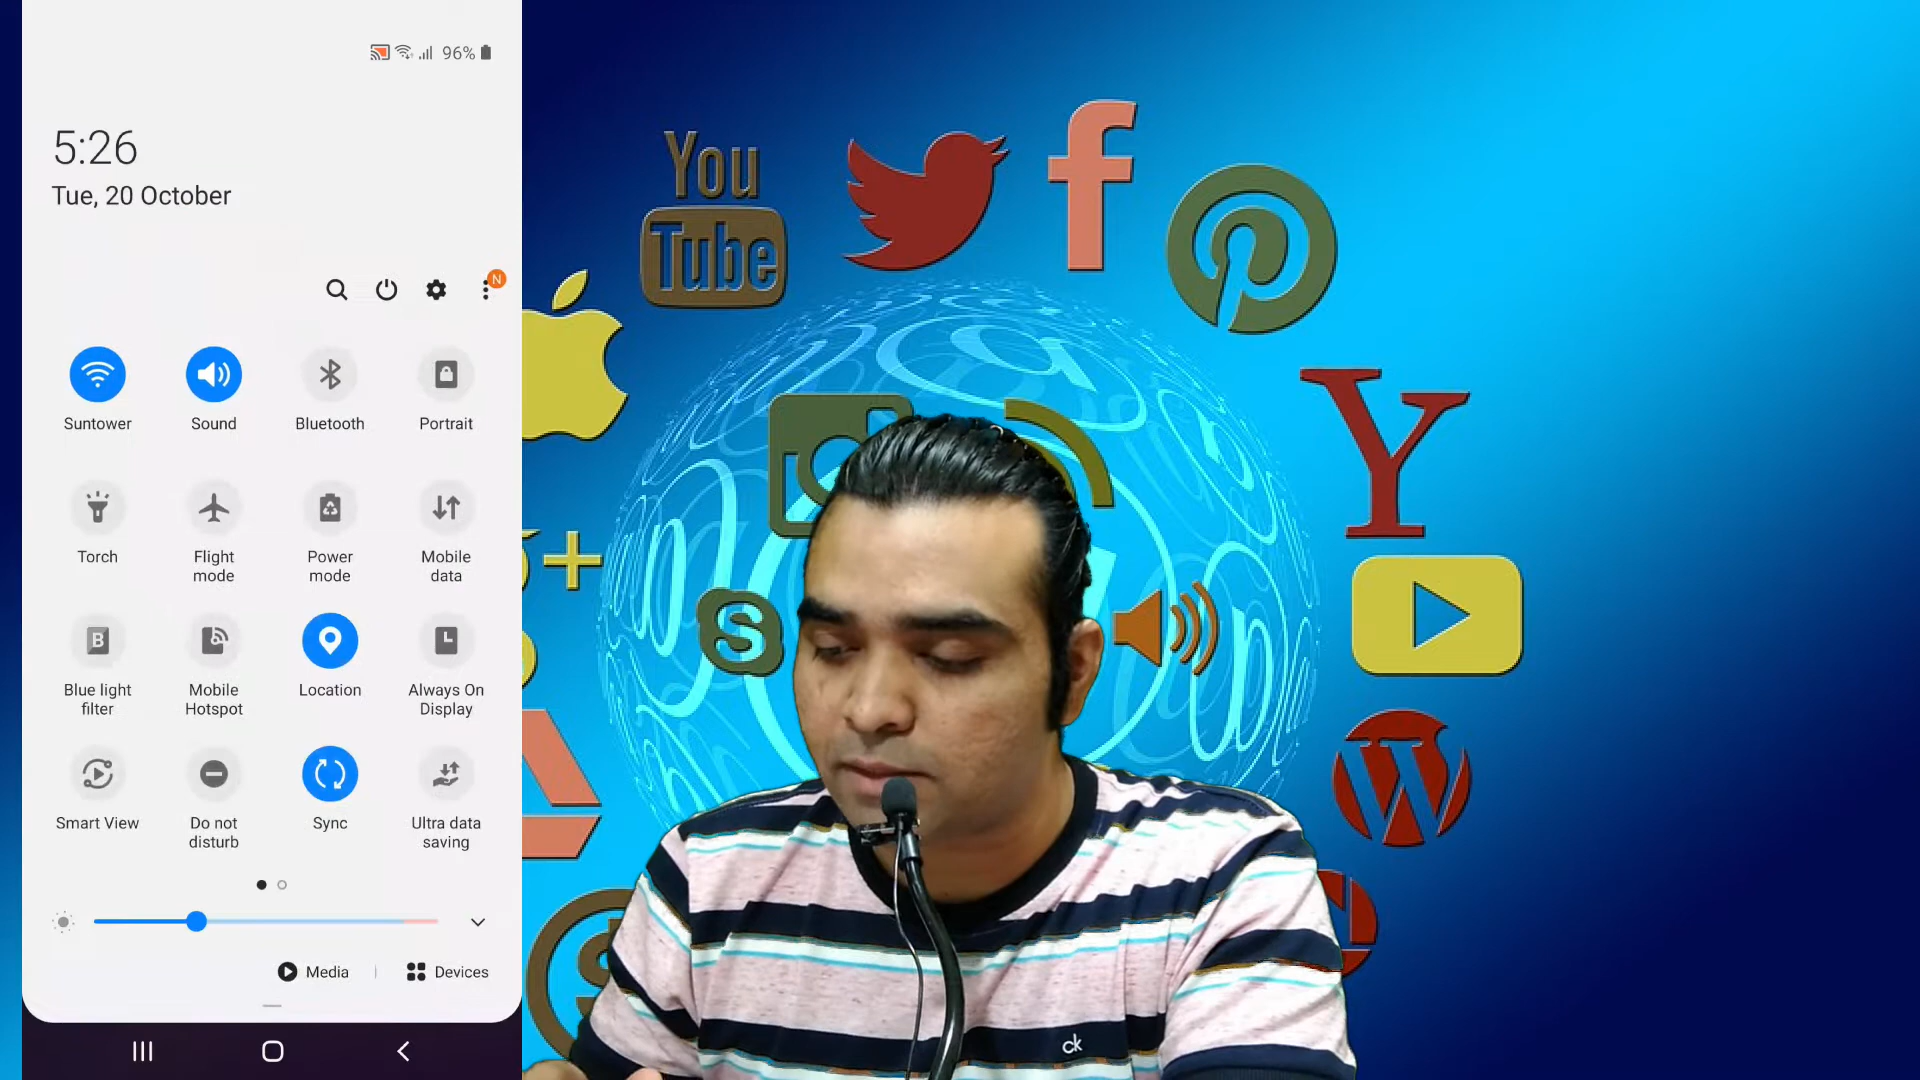 96%
5:26
Tue, 20 October
N
Suntower
Sound
Bluetooth
Portrait
Torch
Flight
mode
Power
mode
Mobile
data
B
Blue light
filter
Mobile
Hotspot
Location
Always On
Display
Smart View
Do not
disturb
Sync
Ultra data
saving
Media
Devices
You
Tube
f
Y
S
+
W
$
ck